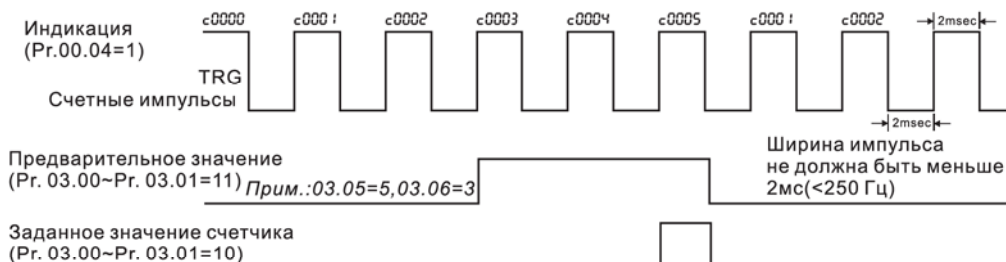 c0000 c0001 c0002 c0003 c0004 c0005 c0001 c0002 2msec
Индикация
(Pr.00.04=1)
TRG
Счетные импульсы
2msec
Предварительное значение
(Pr. 03.00~Pr. 03.01=11) Прим.:03.05=5,03.06=3
Ширина импульса
не должна быть меньше
2мс(<250 Гц)
Заданное значение счетчика
(Pr. 03.00~Pr. 03.01=10)